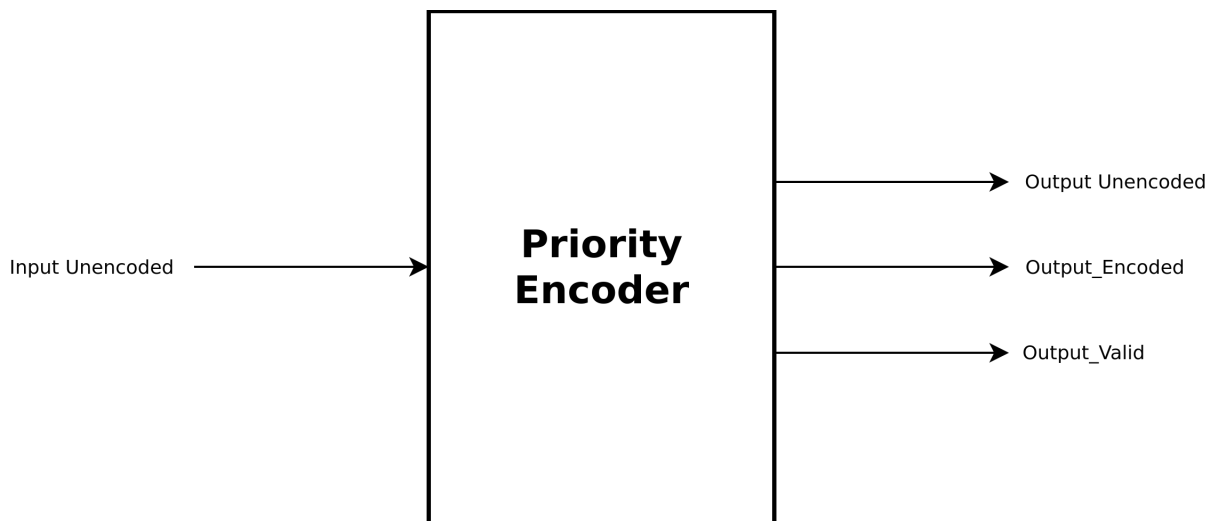 Output Unencoded
Priority
Encoder
Input Unencoded
Output_Encoded
Output_Valid